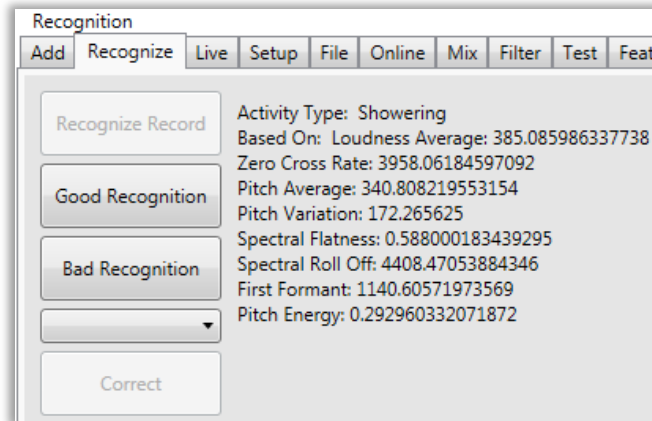 Recognition
Add Recognize Live Setup File Online Mix Filter Test Feat
Recognize Record
Good Recognition
Bad Recognition
Correct
Activity Type: Showering
Based On: Loudness Average: 385.085986337738
Zero Cross Rate: 3958.06184597092
Pitch Average: 340.808219553154
Pitch Variation: 172.265625
Spectral Flatness: 0.588000183439295
Spectral Roll Off: 4408.47053884346
First Formant: 1140.60571973569
Pitch Energy: 0.292960332071872